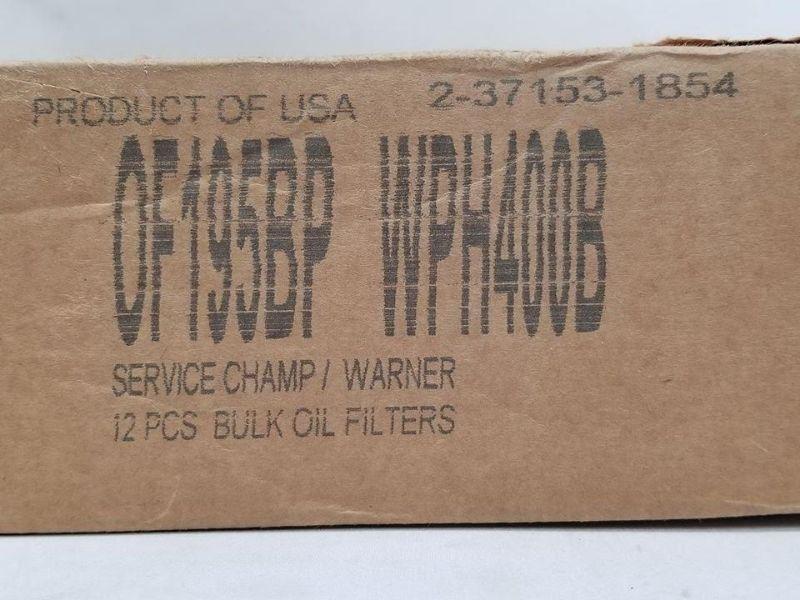 PRODUCT OF USA 2-37153-1854
OF195BP WPH400B
SERVICE CHAMP / WARNER
12 PCS BULK OIL FILTERS